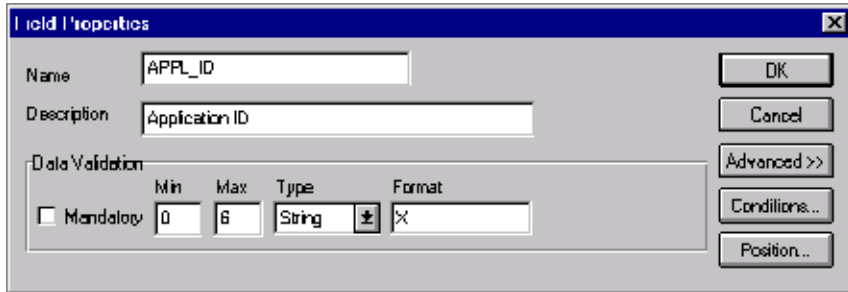 Field Properties
Name APPL_ID OK
Description Application ID Cancel
Data Validation Advanced >>
Min Max Type Format
Mandatory 0 6 String X Conditions...
Position...